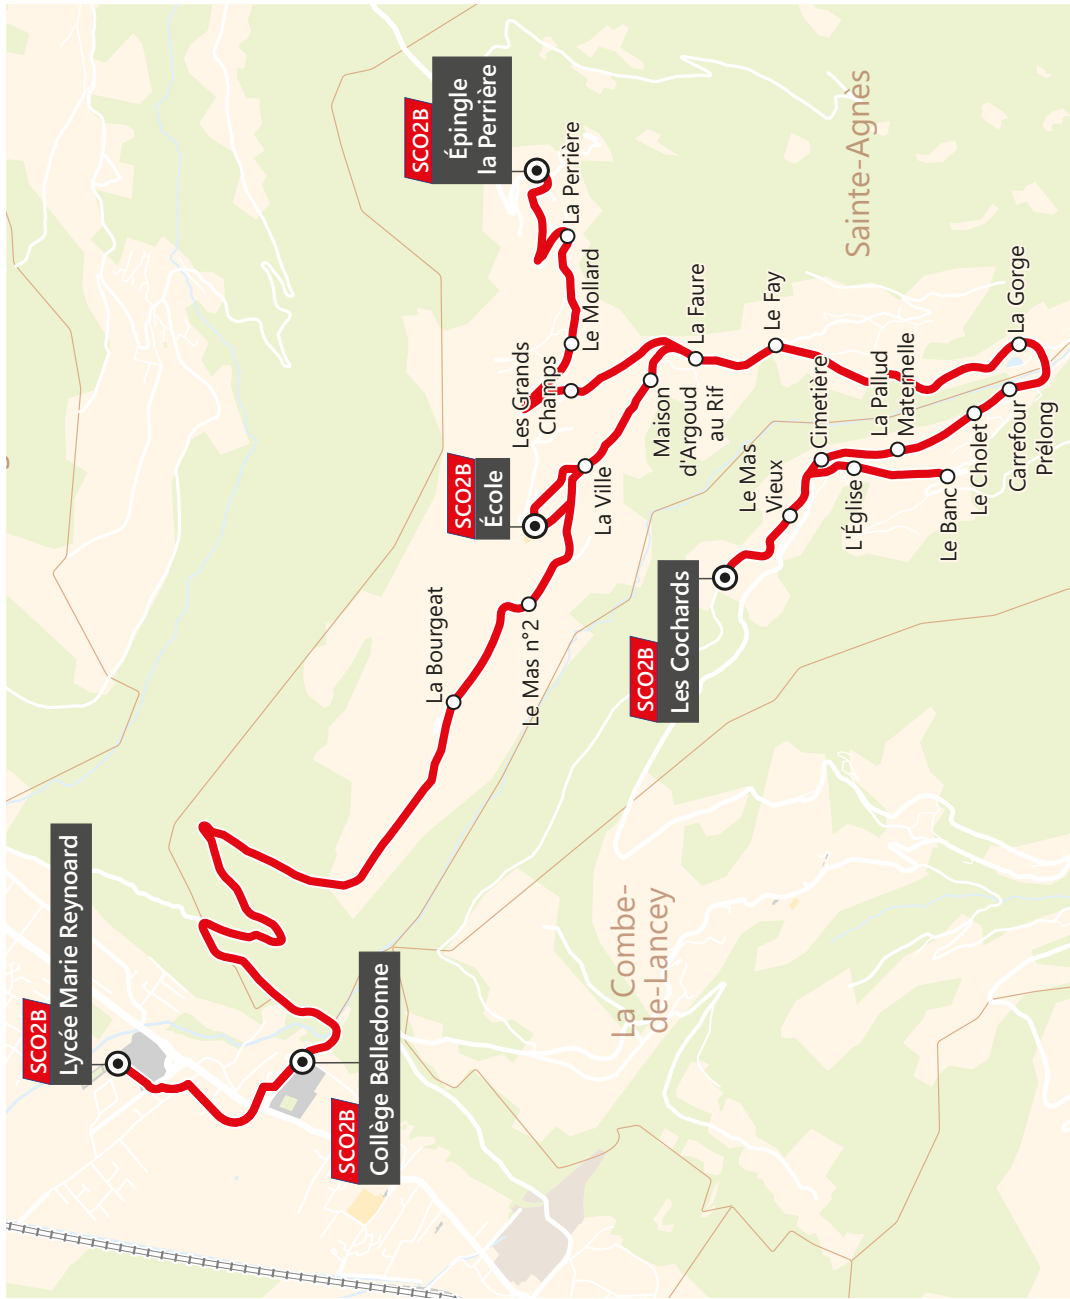 SCO2B
Lycée Marie Reynoard
SCO2B
Collège Belledonne
La Bourgeat
Le Mas n°2
SCO2B
École
La Ville
Les Grands
Champs
SCO2B
Épingle
la Perrière
La Perrière
Le Mollard
Maison
d'Argoud
au Rif
La Faure
Le Fay
Sainte-Agnès
La Gorge
Carrefour
Prélong
Le Cholet
La Pallud
Maternelle
Cimetière
L'Église
Le Banc
Le Mas
Vieux
SCO2B
Les Cochards
La Combe-
de-Lancey